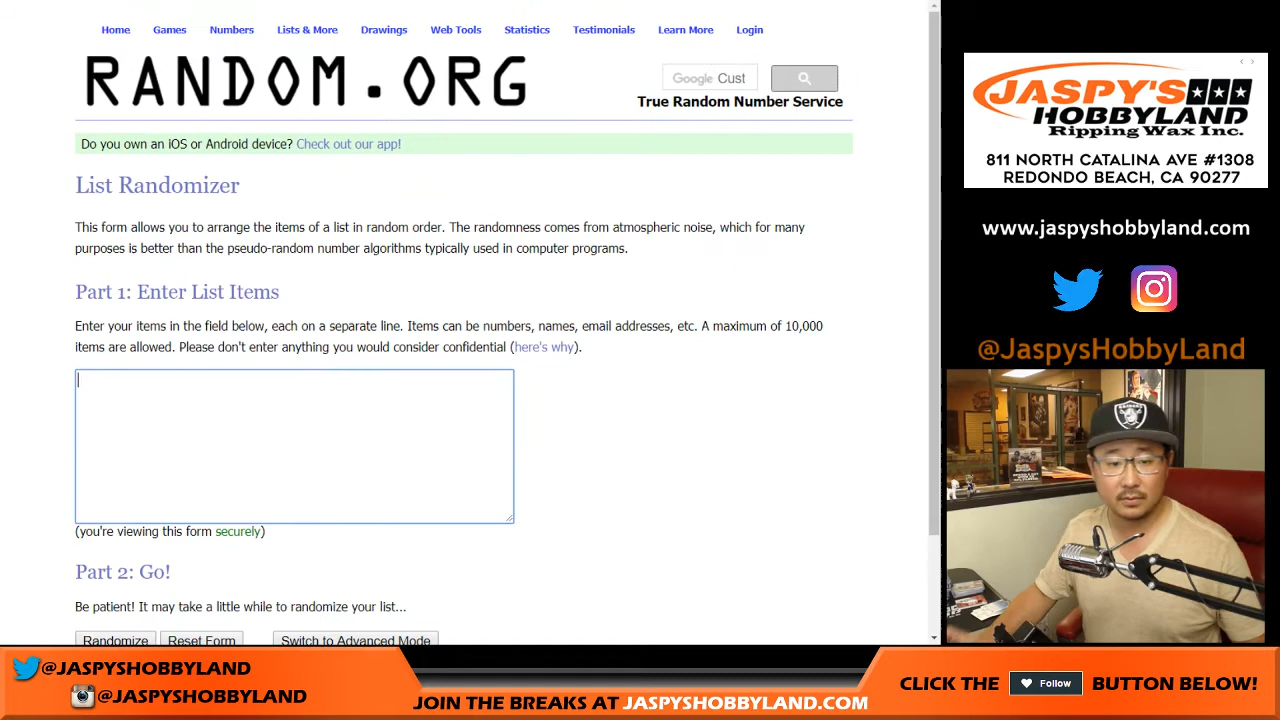 Home Games Numbers Lists & More Drawings Web Tools Statistics Testimonials Learn More Login
RANDOM.ORG
Google Cust
True Random Number Service
Do you own an iOS or Android device? Check out our app!
List Randomizer
This form allows you to arrange the items of a list in random order. The randomness comes from atmospheric noise, which for many
purposes is better than the pseudo-random number algorithms typically used in computer programs.
Part 1: Enter List Items
Enter your items in the field below, each on a separate line. Items can be numbers, names, email addresses, etc. A maximum of 10,000
items are allowed. Please don't enter anything you would consider confidential (here's why).
(you're viewing this form securely)
Part 2: Go!
Be patient! It may take a little while to randomize your list...
Randomize Reset Form Switch to Advanced Mode
JASPY'S
HOBBYLAND
Ripping Wax Inc.
811 NORTH CATALINA AVE #1308
REDONDO BEACH, CA 90277
www.jaspyshobbyland.com
@JaspysHobbyLand
RAIDERS
@JASPYSHOBBYLAND
@JASPYSHOBBYLAND
JOIN THE BREAKS AT JASPYSHOBBYLAND.COM
CLICK THE Follow BUTTON BELOW!